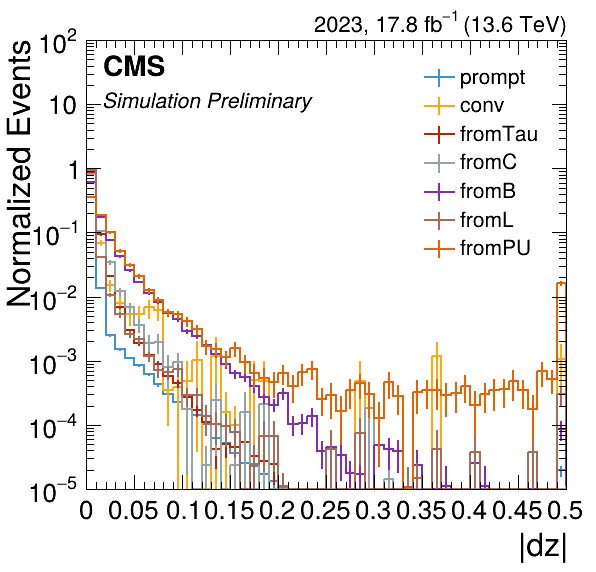 2023, 17.8 fb⁻¹ (13.6 TeV)
CMS
Simulation Preliminary
prompt
conv
fromTau
fromC
fromB
fromL
fromPU
Normalized Events
10²
10
1
10⁻¹
10⁻²
10⁻³
10⁻⁴
10⁻⁵
0 0.05 0.10 0.15 0.2 0.25 0.3 0.35 0.4 0.45 0.5
|dz|